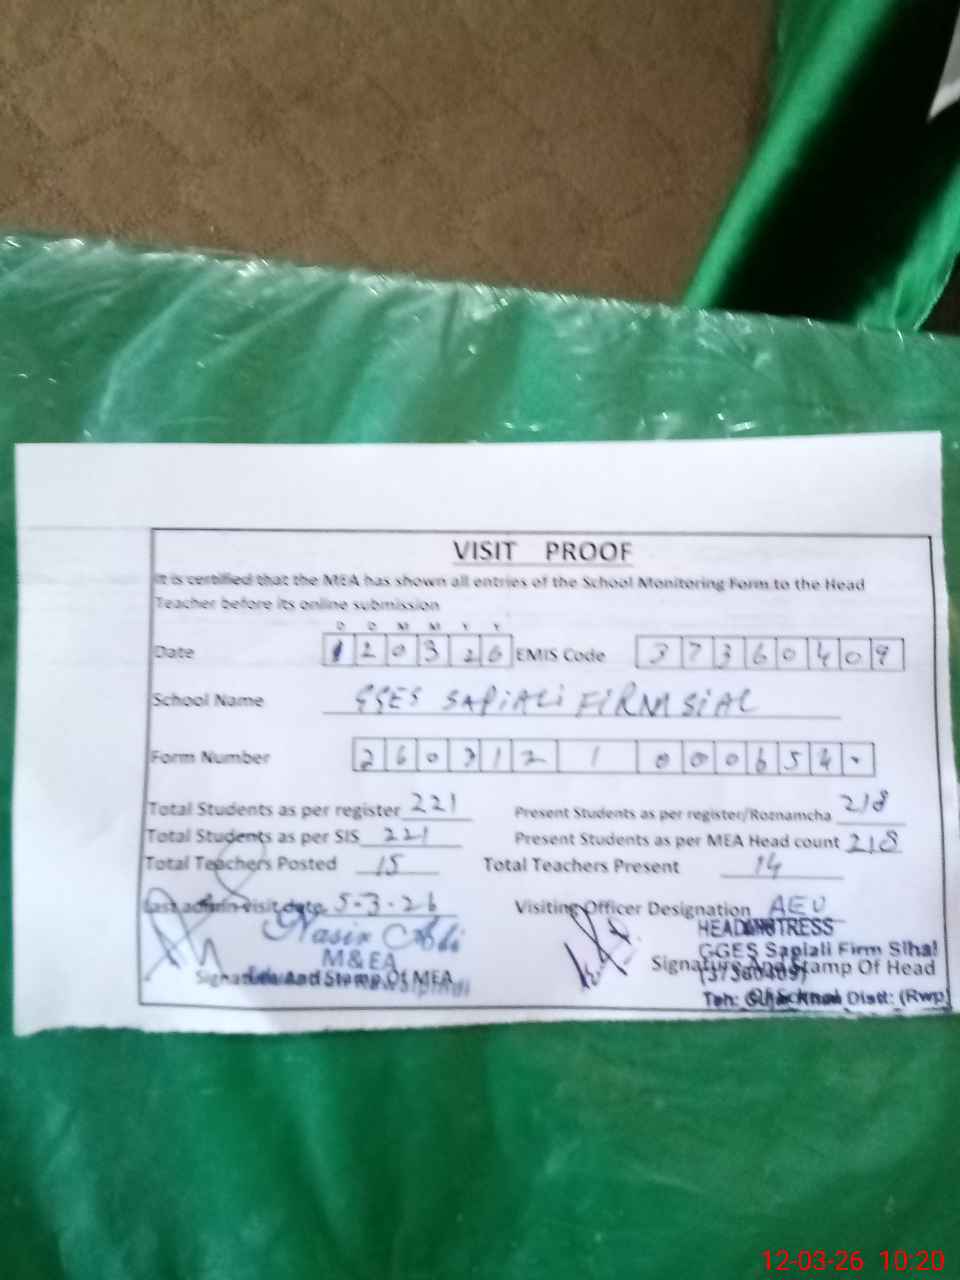 VISIT PROOF
It is certified that the MEA has shown all entries of the School Monitoring Form to the Head
Teacher before its online submission
D D M M Y Y
Date 1 2 0 3 2 6 EMIS Code 3 7 3 6 0 4 0 9
School Name GGES SAPiALi FiRM SiAL
Form Number 2 6 0 3 1 2 1 0 0 0 6 5 4
Total Students as per register 221 Present Students as per register/Roznamcha 218
Total Students as per SIS 221 Present Students as per MEA Head count 218
Total Teachers Posted 15 Total Teachers Present 14
Last admin visit date 5-3-26 Visiting Officer Designation AEO
Nasir Ali
M&EA
Signature And Stamp Of MEA
HEADMISTRESS
GGES Sapiali Firm Sihal
Signature And Stamp Of Head
(37360409)
Teh: Distt: (Rwp)
12-03-26 10:20